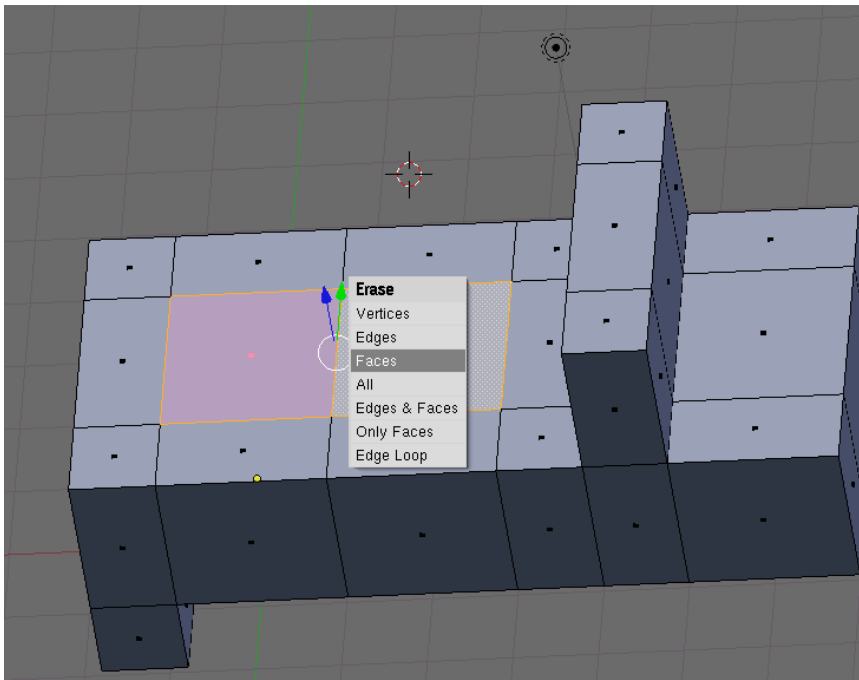 Erase
Vertices
Edges
Faces
All
Edges & Faces
Only Faces
Edge Loop